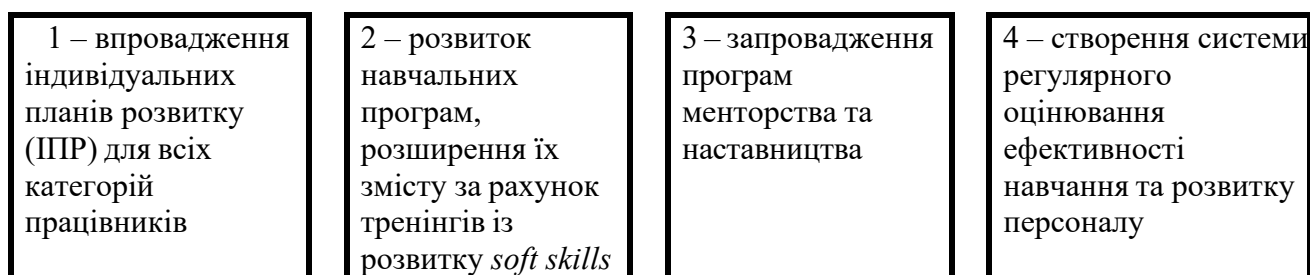 1 – впровадження
індивідуальних
планів розвитку
(ІПР) для всіх
категорій
працівників
2 – розвиток
навчальних
програм,
розширення їх
змісту за рахунок
тренінгів із
розвитку soft skills
3 – запровадження
програм
менторства та
наставництва
4 – створення системи
регулярного
оцінювання
ефективності
навчання та розвитку
персоналу